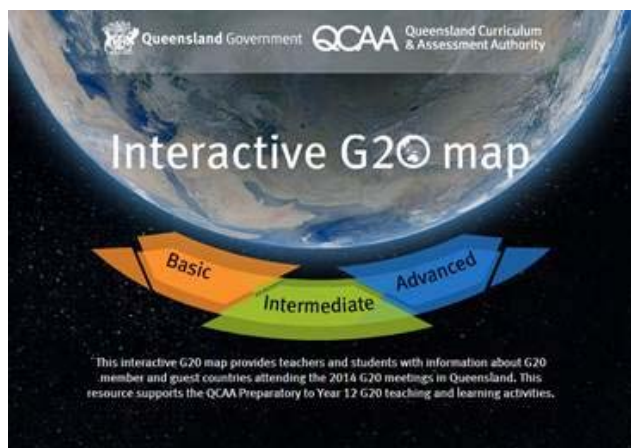 Queensland Government QCAA Queensland Curriculum
& Assessment Authority
Interactive G20 map
Basic
Intermediate
Advanced
This interactive G20 map provides teachers and students with information about G20
member and guest countries attending the 2014 G20 meetings in Queensland. This
resource supports the QCAA Preparatory to Year 12 G20 teaching and learning activities.